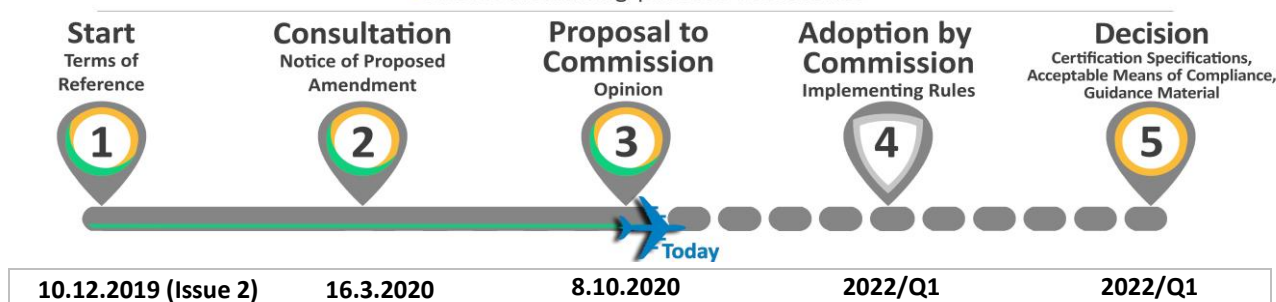 Start
Terms of
Reference
Consultation
Notice of Proposed
Amendment
Proposal to
Commission
Opinion
Adoption by
Commission
Implementing Rules
Decision
Certification Specifications,
Acceptable Means of Compliance,
Guidance Material
1 2 3 4 5
Today
10.12.2019 (Issue 2) 16.3.2020 8.10.2020 2022/Q1 2022/Q1